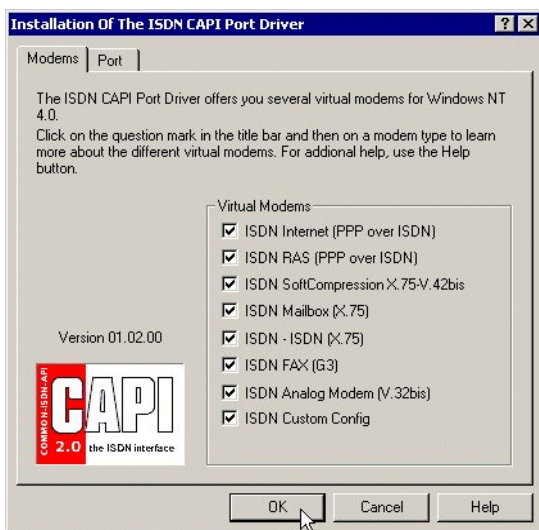 Installation Of The ISDN CAPI Port Driver
Modems
Port
The ISDN CAPI Port Driver offers you several virtual modems for Windows NT
4.0.
Click on the question mark in the title bar and then on a modem type to learn
more about the different virtual modems. For addional help, use the Help
button.
Virtual Modems
ISDN Internet (PPP over ISDN)
ISDN RAS (PPP over ISDN)
ISDN SoftCompression X.75-V.42bis
ISDN Mailbox (X.75)
ISDN - ISDN (X.75)
ISDN FAX (G3)
ISDN Analog Modem (V.32bis)
ISDN Custom Config
Version 01.02.00
COMMON-ISDN-API
CAPI
2.0 the ISDN interface
OK
Cancel
Help